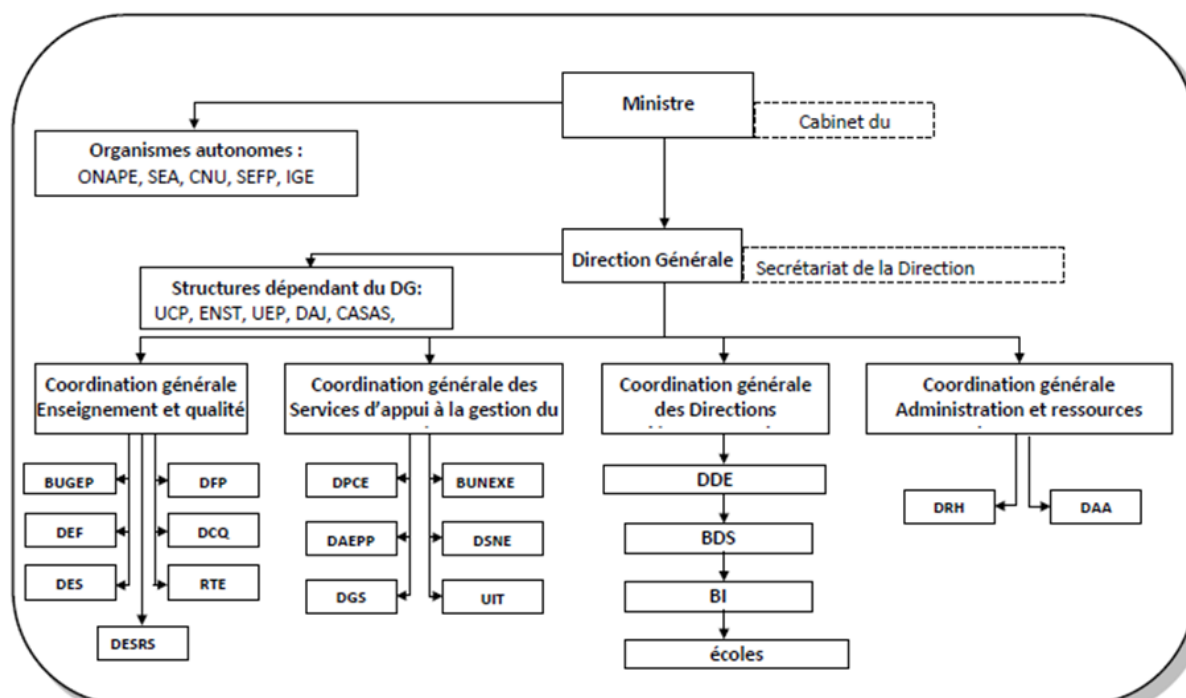 Ministre
Cabinet du
Organismes autonomes :
ONAPE, SEA, CNU, SEFP, IGE
Direction Générale
Secrétariat de la Direction
Structures dépendant du DG:
UCP, ENST, UEP, DAJ, CASAS,
Coordination générale
Enseignement et qualité
Coordination générale des
Services d’appui à la gestion du
Coordination générale
des Directions
Coordination générale
Administration et ressources
BUGEP
DFP
DEF
DCQ
DES
RTE
DESRS
DPCE
BUNEXE
DAEPP
DSNE
DGS
UIT
DDE
BDS
BI
écoles
DRH
DAA